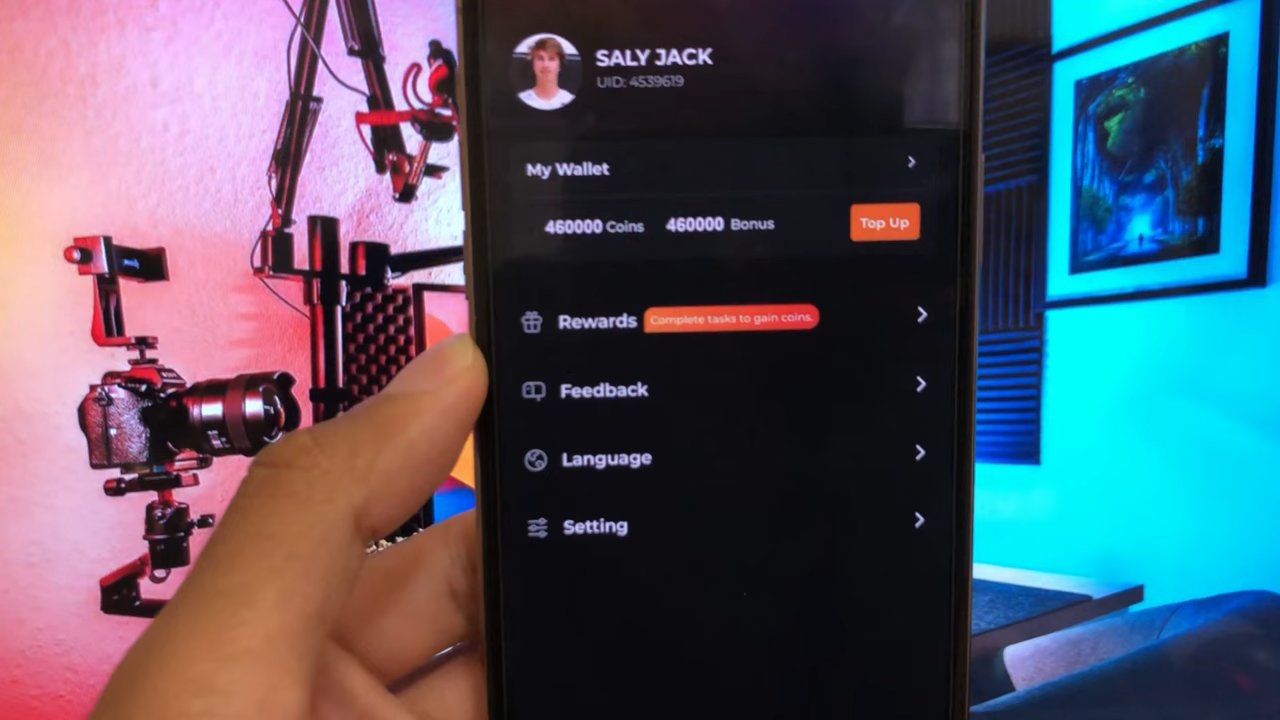 SALY JACK
UID: 4539619
My Wallet
460000 Coins 460000 Bonus Top Up
Rewards Complete tasks to gain coins.
Feedback
Language
Setting